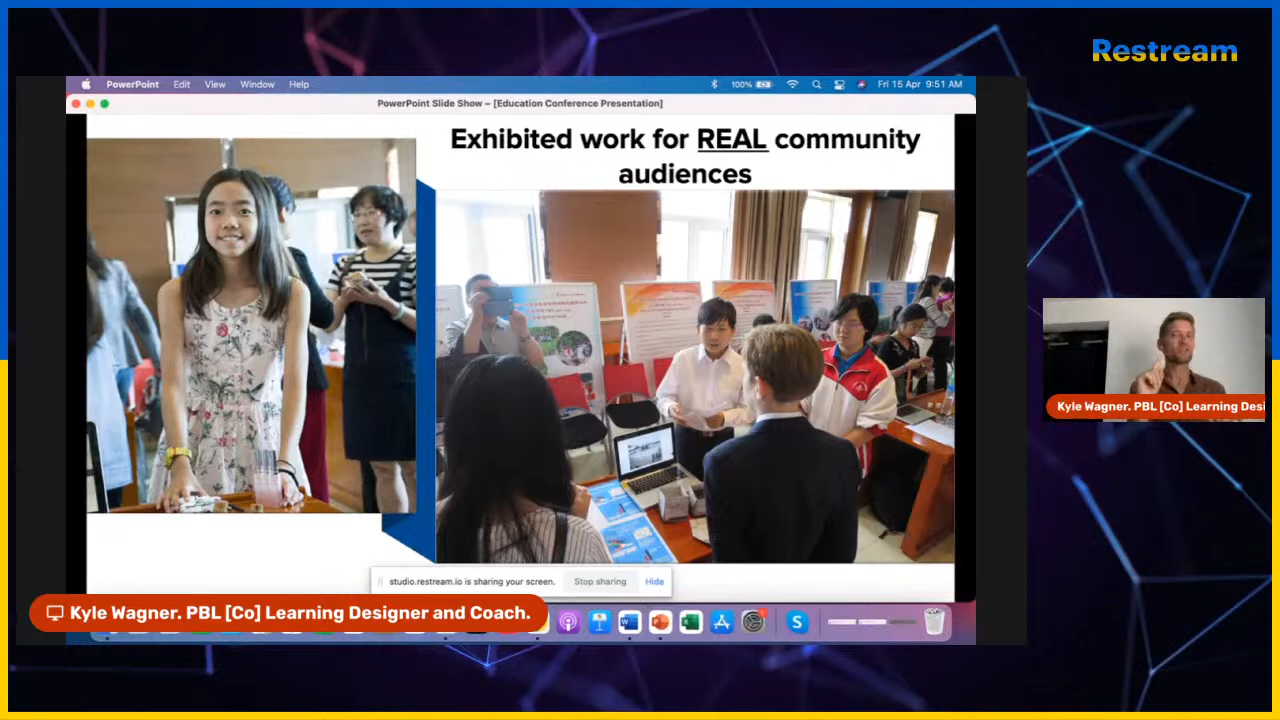 Restream
PowerPoint Edit View Window Help
100% Fri 15 Apr 9:51 AM
PowerPoint Slide Show – [Education Conference Presentation]
Exhibited work for REAL community
audiences
Kyle Wagner. PBL [Co] Learning Desi
studio.restream.io is sharing your screen. Stop sharing Hide
Kyle Wagner. PBL [Co] Learning Designer and Coach.